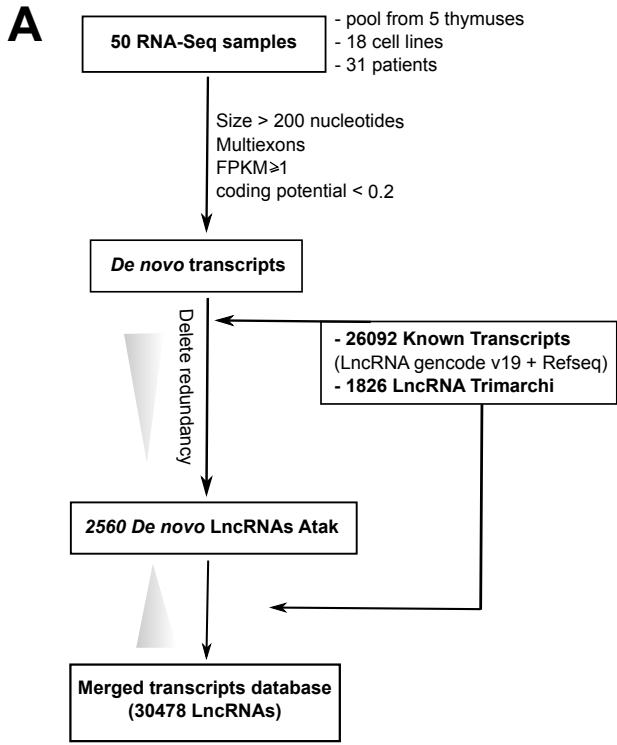 A
50 RNA-Seq samples
- pool from 5 thymuses
- 18 cell lines
- 31 patients
Size > 200 nucleotides
Multiexons
FPKM≥1
coding potential < 0.2
De novo transcripts
Delete redundancy
- 26092 Known Transcripts
(LncRNA gencode v19 + Refseq)
- 1826 LncRNA Trimarchi
2560 De novo LncRNAs Atak
Merged transcripts database
(30478 LncRNAs)